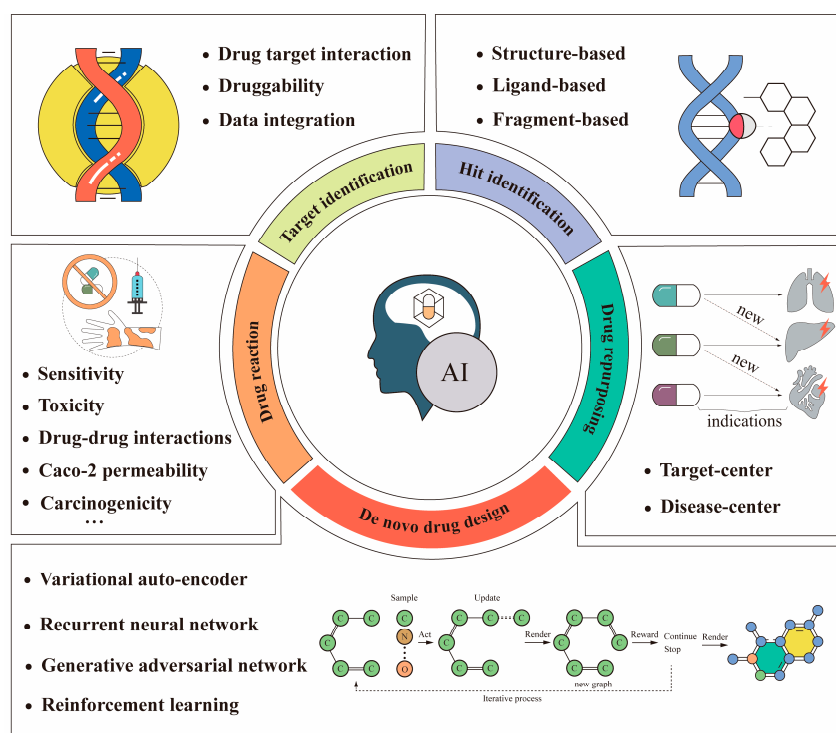 • Drug target interaction
• Druggability
• Data integration
• Structure-based
• Ligand-based
• Fragment-based
Target identification
Hit identification
Drug reaction
Drug repurposing
De novo drug design
AI
• Sensitivity
• Toxicity
• Drug-drug interactions
• Caco-2 permeability
• Carcinogenicity
...
new
new
indications
• Target-center
• Disease-center
• Variational auto-encoder
• Recurrent neural network
• Generative adversarial network
• Reinforcement learning
Sample
Update
C C C C C C
C N O
Act
C C C C C C C
Render
C C C C C C
new graph
Reward
Continue
Stop
Render
Iterative process